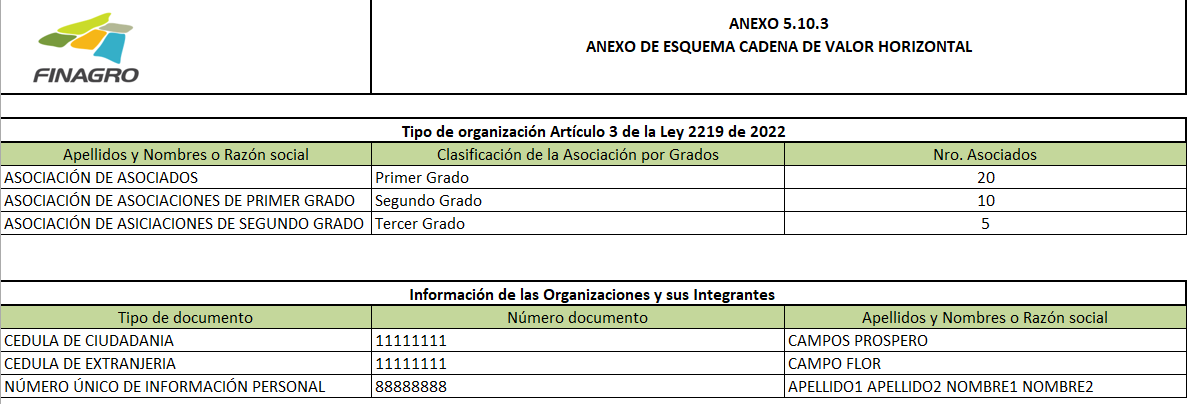 FINAGRO
ANEXO 5.10.3
ANEXO DE ESQUEMA CADENA DE VALOR HORIZONTAL
Tipo de organización Artículo 3 de la Ley 2219 de 2022
Apellidos y Nombres o Razón social Clasificación de la Asociación por Grados Nro. Asociados
ASOCIACIÓN DE ASOCIADOS Primer Grado 20
ASOCIACIÓN DE ASOCIACIONES DE PRIMER GRADO Segundo Grado 10
ASOCIACIÓN DE ASICIACIONES DE SEGUNDO GRADO Tercer Grado 5
Información de las Organizaciones y sus Integrantes
Tipo de documento Número documento Apellidos y Nombres o Razón social
CEDULA DE CIUDADANIA 11111111 CAMPOS PROSPERO
CEDULA DE EXTRANJERIA 11111111 CAMPO FLOR
NÚMERO ÚNICO DE INFORMACIÓN PERSONAL 88888888 APELLIDO1 APELLIDO2 NOMBRE1 NOMBRE2